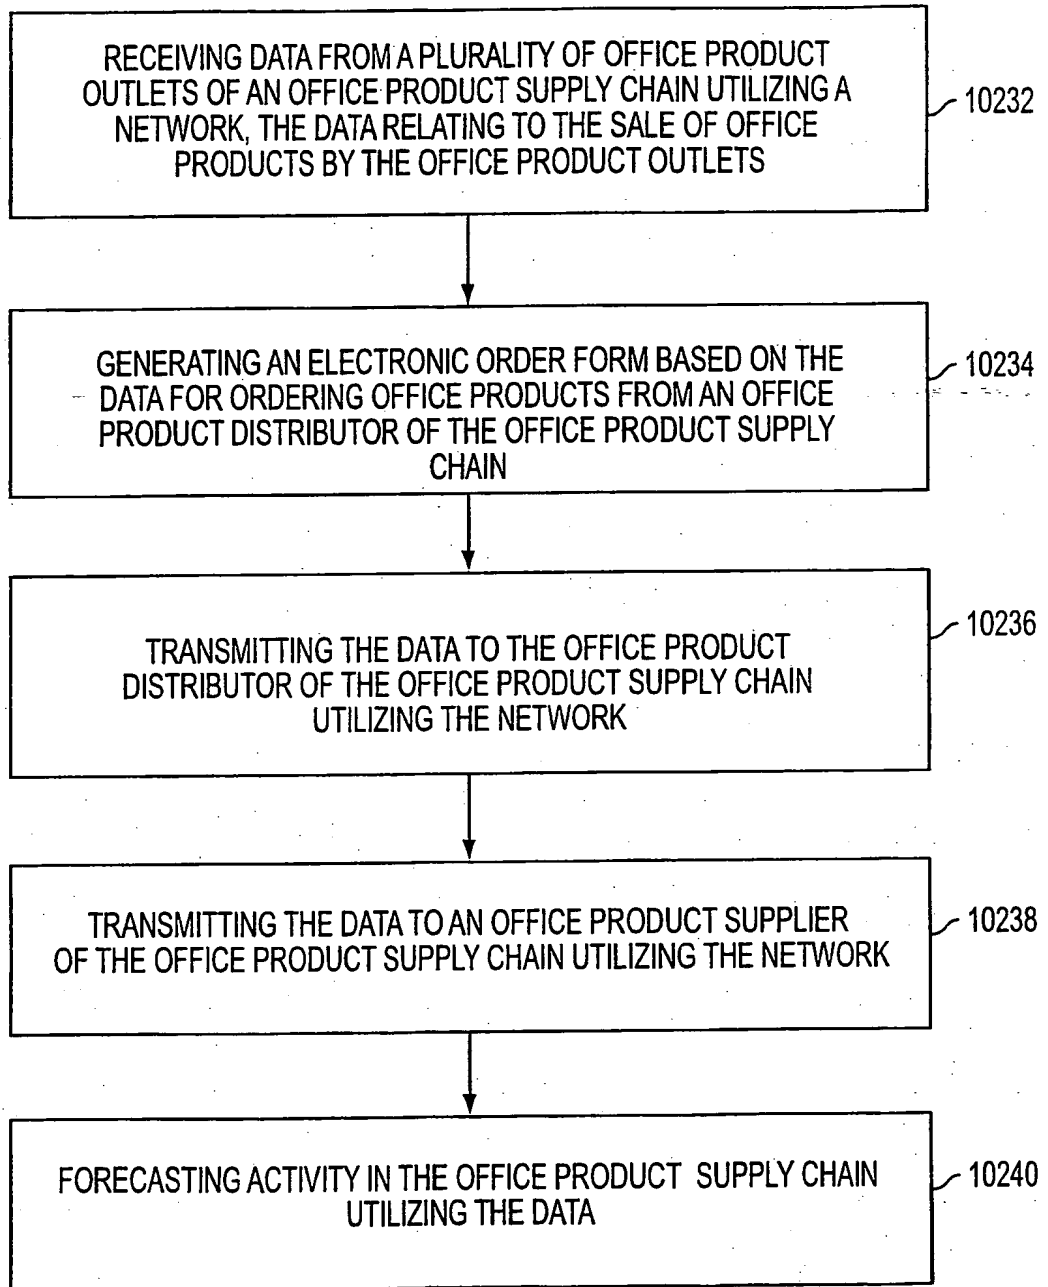 RECEIVING DATA FROM A PLURALITY OF OFFICE PRODUCT
OUTLETS OF AN OFFICE PRODUCT SUPPLY CHAIN UTILIZING A
NETWORK, THE DATA RELATING TO THE SALE OF OFFICE
PRODUCTS BY THE OFFICE PRODUCT OUTLETS
10232
GENERATING AN ELECTRONIC ORDER FORM BASED ON THE
DATA FOR ORDERING OFFICE PRODUCTS FROM AN OFFICE
PRODUCT DISTRIBUTOR OF THE OFFICE PRODUCT SUPPLY
CHAIN
10234
TRANSMITTING THE DATA TO THE OFFICE PRODUCT
DISTRIBUTOR OF THE OFFICE PRODUCT SUPPLY CHAIN
UTILIZING THE NETWORK
10236
TRANSMITTING THE DATA TO AN OFFICE PRODUCT SUPPLIER
OF THE OFFICE PRODUCT SUPPLY CHAIN UTILIZING THE NETWORK
10238
FORECASTING ACTIVITY IN THE OFFICE PRODUCT SUPPLY CHAIN
UTILIZING THE DATA
10240